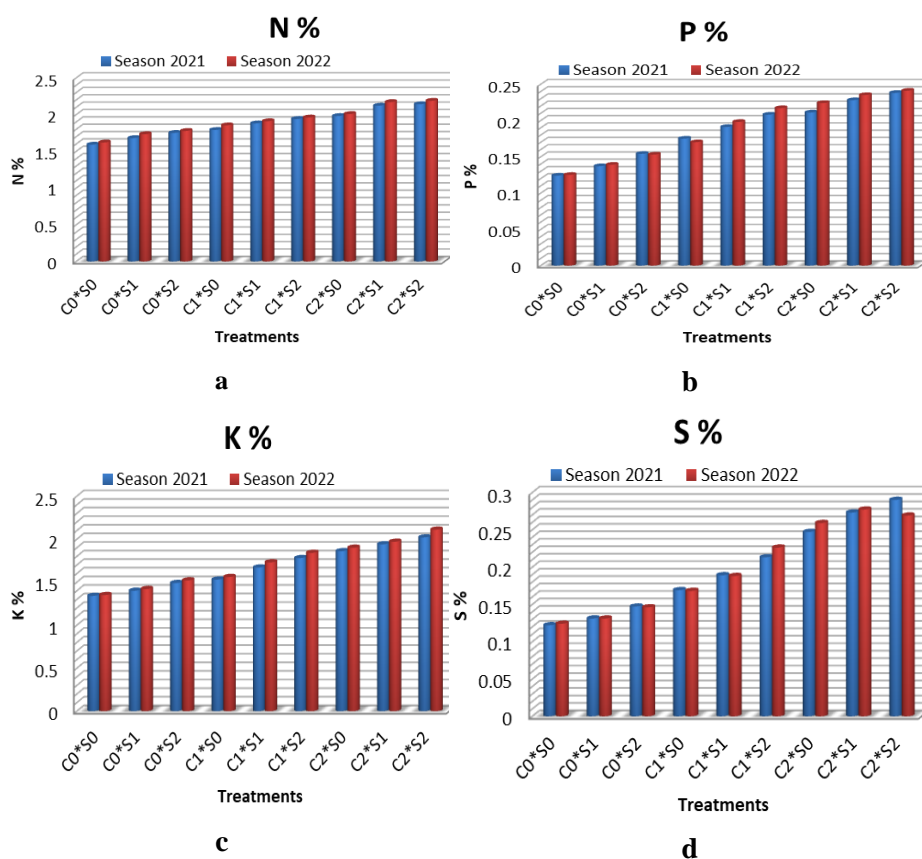 N %
Season 2021 Season 2022
2.5
2
1.5
1
0.5
0
N %
C0*S0 C0*S1 C0*S2 C1*S0 C1*S1 C1*S2 C2*S0 C2*S1 C2*S2
Treatments
a
P %
Season 2021 Season 2022
0.25
0.2
0.15
0.1
0.05
0
P %
C0*S0 C0*S1 C0*S2 C1*S0 C1*S1 C1*S2 C2*S0 C2*S1 C2*S2
Treatments
b
K %
Season 2021 Season 2022
2.5
2
1.5
1
0.5
0
K %
C0*S0 C0*S1 C0*S2 C1*S0 C1*S1 C1*S2 C2*S0 C2*S1 C2*S2
Treatments
c
S %
Season 2021 Season 2022
0.3
0.25
0.2
0.15
0.1
0.05
0
S %
C0*S0 C0*S1 C0*S2 C1*S0 C1*S1 C1*S2 C2*S0 C2*S1 C2*S2
Treatments
d